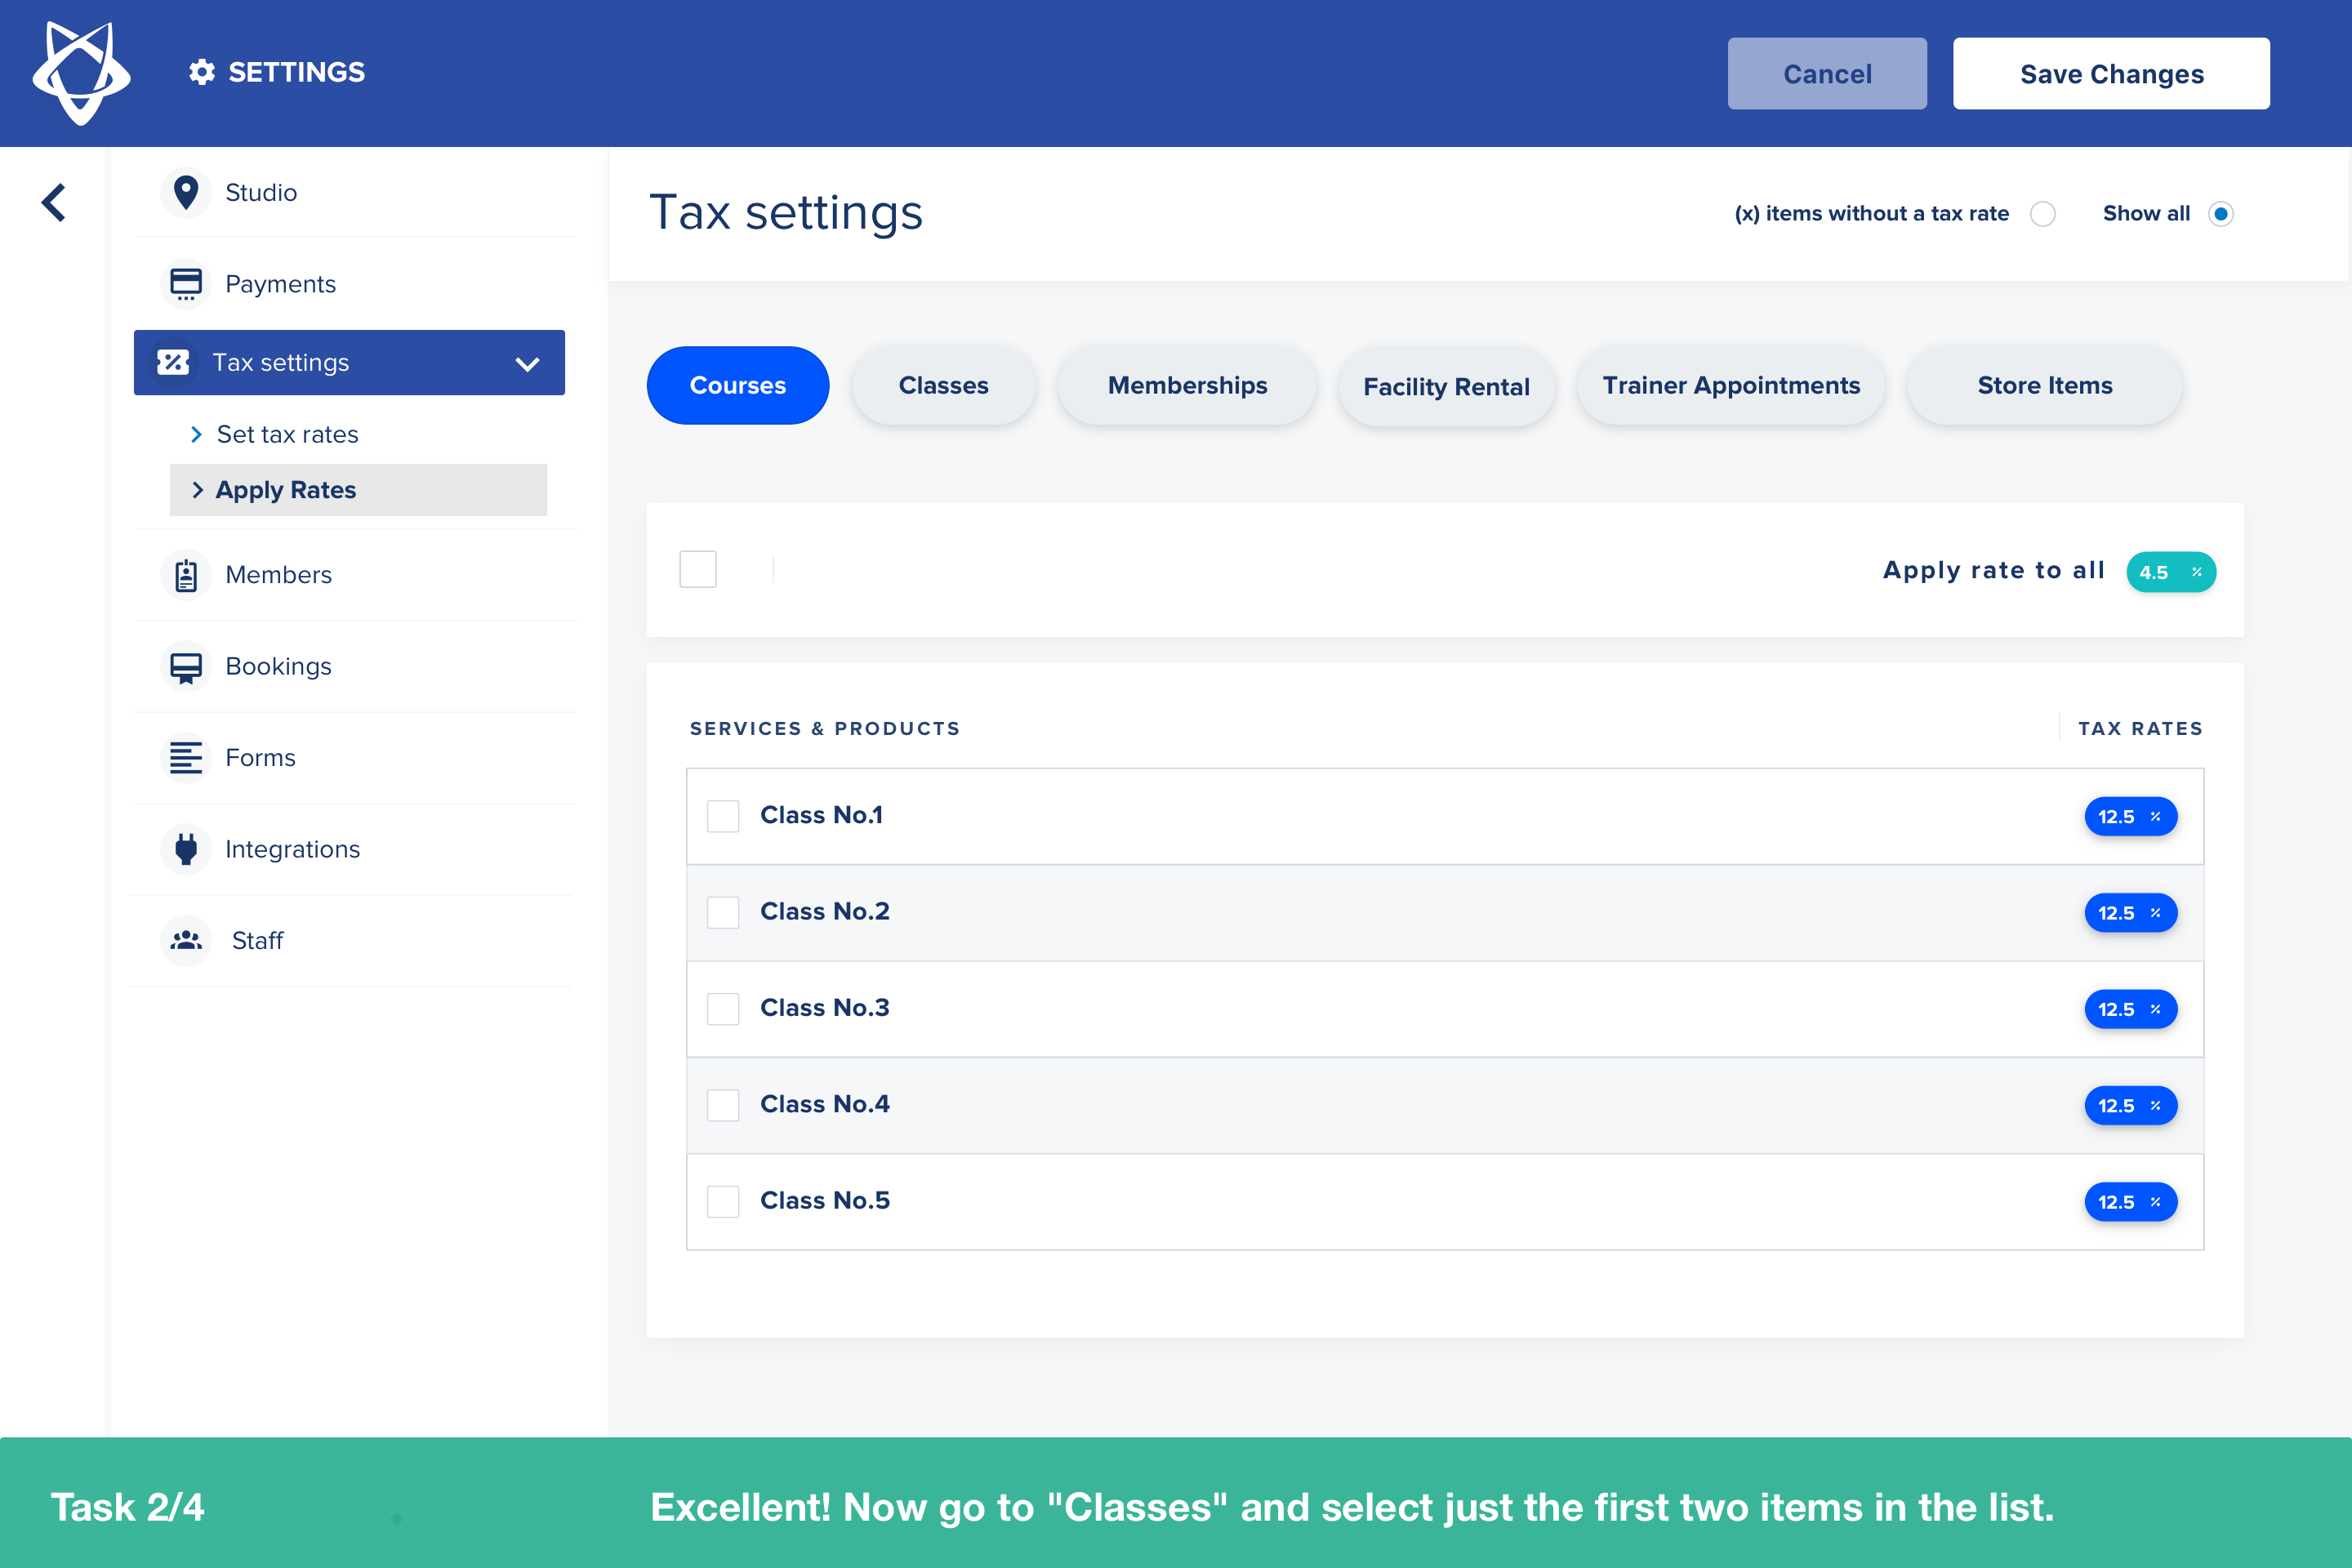 SETTINGS
Cancel
Save Changes
Studio
Payments
Tax settings
Set tax rates
Apply Rates
Members
Bookings
Forms
Integrations
Staff
Tax settings
(x) items without a tax rate
Show all
Courses
Classes
Memberships
Facility Rental
Trainer Appointments
Store Items
Apply rate to all
4.5 %
SERVICES & PRODUCTS
TAX RATES
Class No.1
12.5 %
Class No.2
12.5 %
Class No.3
12.5 %
Class No.4
12.5 %
Class No.5
12.5 %
Task 2/4
Excellent! Now go to "Classes" and select just the first two items in the list.